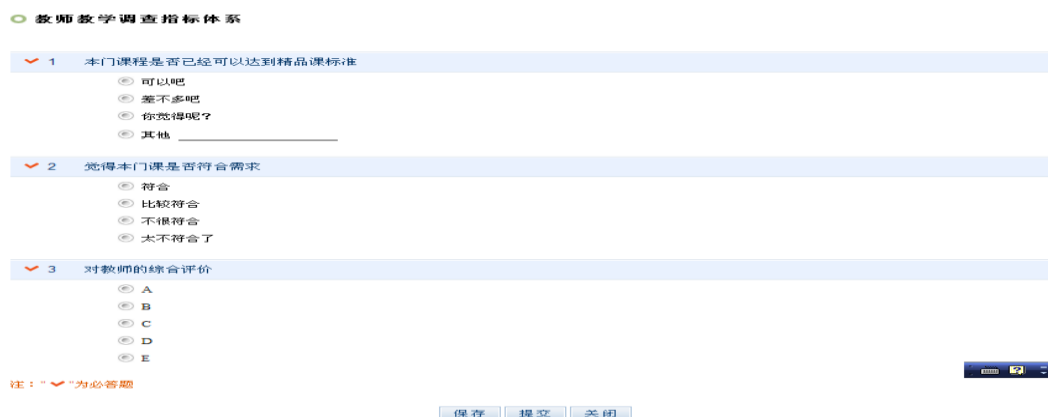 教师教学调查指标体系
1 本门课程是否已经可以达到精品课标准
可以吧
差不多吧
你觉得呢?
其他
2 觉得本门课是否符合需求
符合
比较符合
不很符合
太不符合了
3 对教师的综合评价
A
B
C
D
E
注："✓"为必答题
保存 提交 关闭